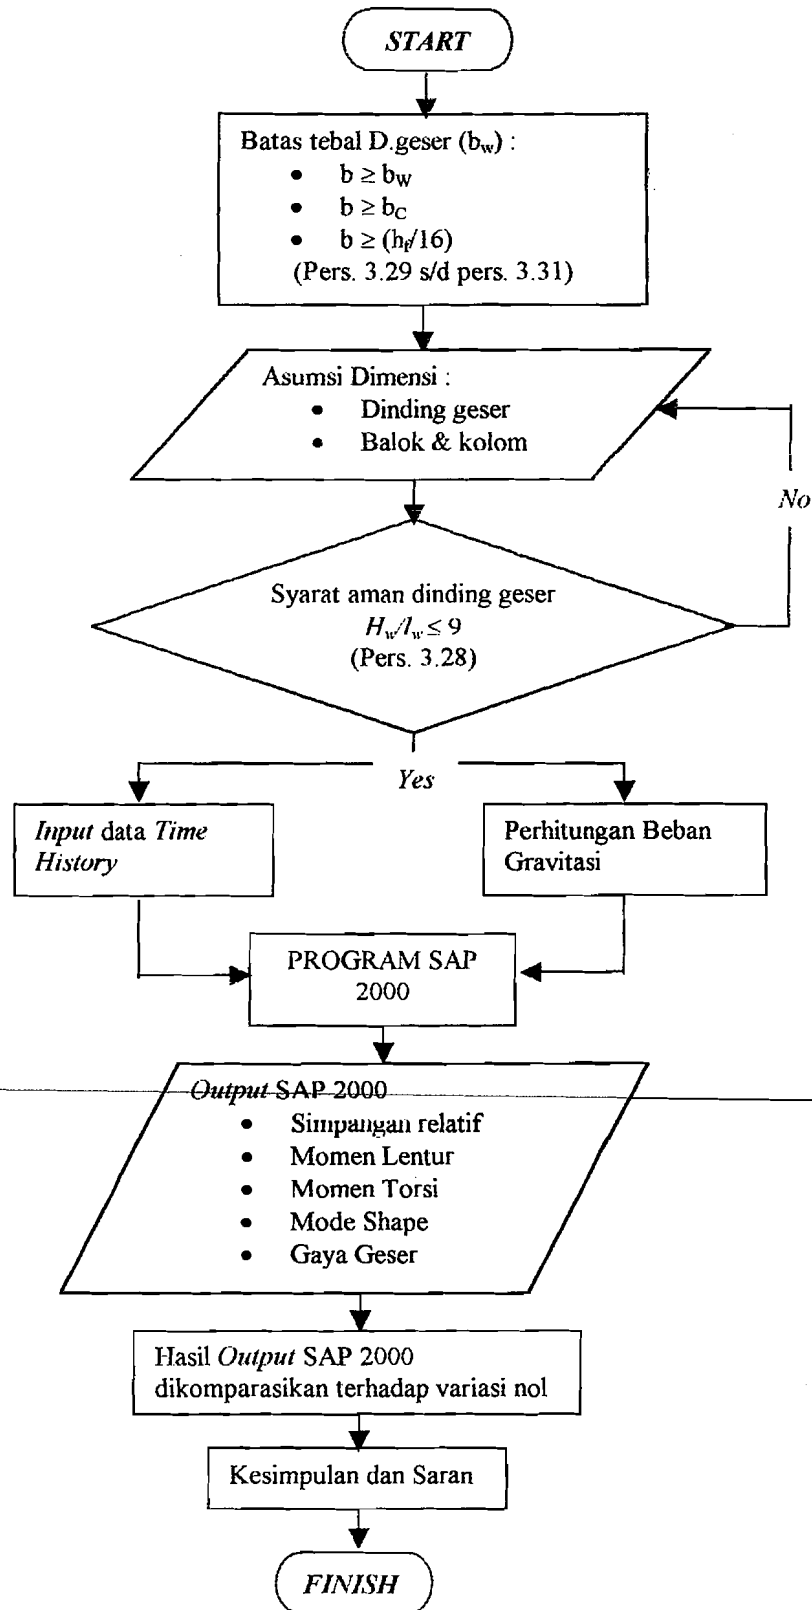 START
Batas tebal D.geser (bw) :
• b ≥ bW
• b ≥ bC
• b ≥ (hf/16)
(Pers. 3.29 s/d pers. 3.31)
Asumsi Dimensi :
• Dinding geser
• Balok & kolom
No
Syarat aman dinding geser
Hw/lw ≤ 9
(Pers. 3.28)
Yes
Input data Time
History
Perhitungan Beban
Gravitasi
PROGRAM SAP
2000
Output SAP 2000
• Simpangan relatif
• Momen Lentur
• Momen Torsi
• Mode Shape
• Gaya Geser
Hasil Output SAP 2000
dikomparasikan terhadap variasi nol
Kesimpulan dan Saran
FINISH